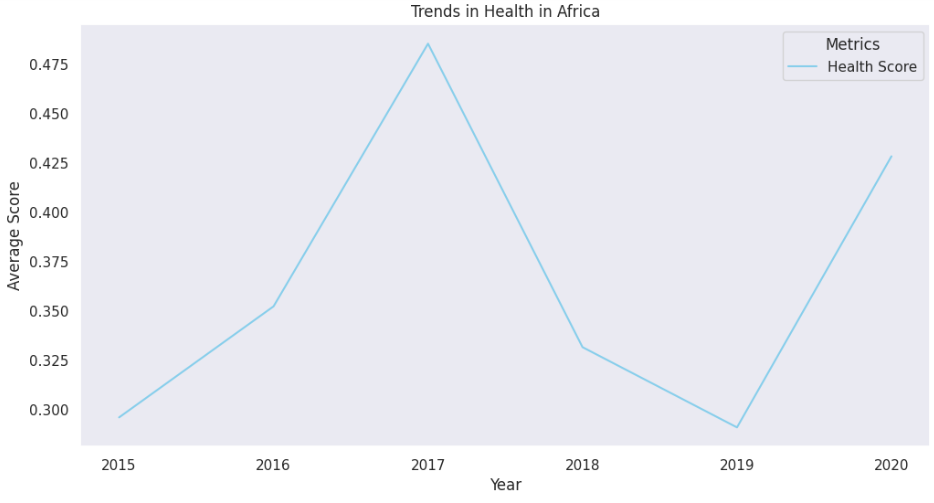 Trends in Health in Africa
Metrics
Health Score
Average Score
0.475
0.450
0.425
0.400
0.375
0.350
0.325
0.300
2015 2016 2017 2018 2019 2020
Year